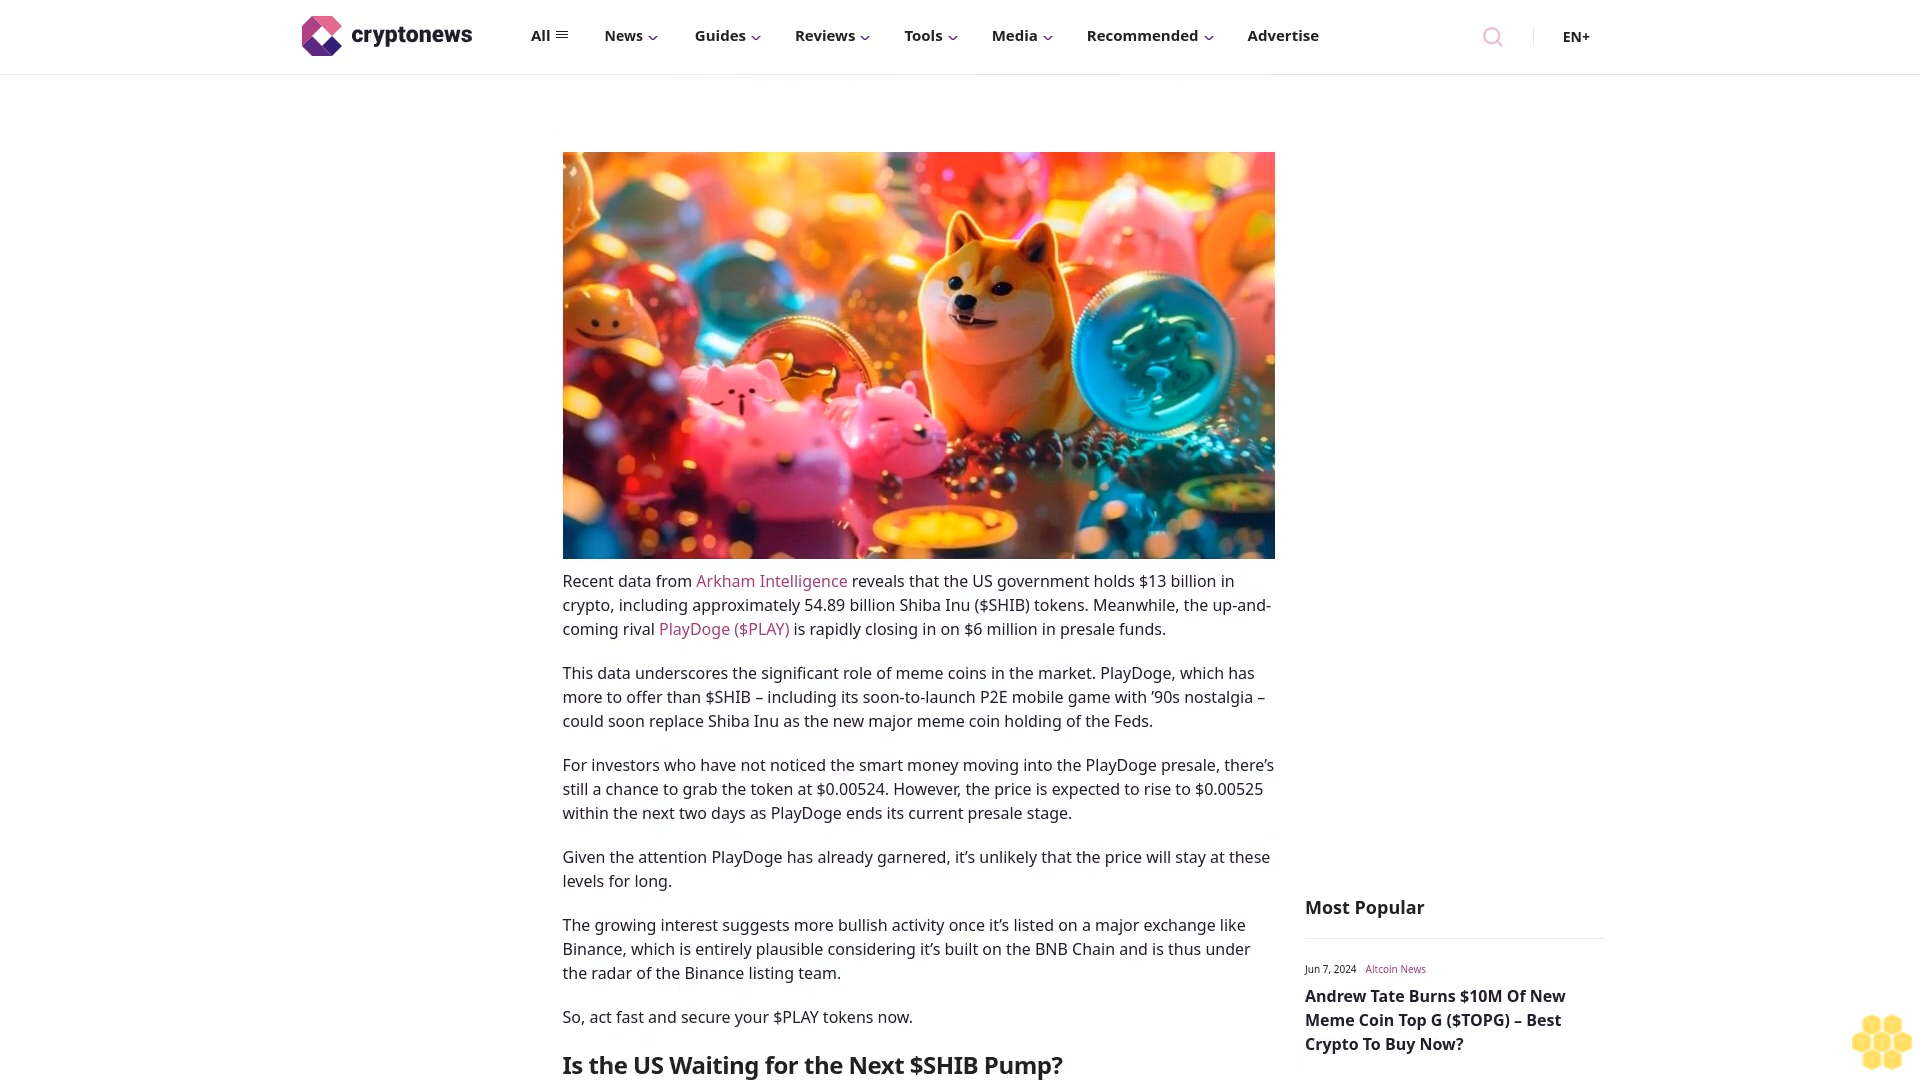 cryptonews
All
News
Guides
Reviews
Tools
Media
Recommended
Advertise
EN+
Recent data from Arkham Intelligence reveals that the US government holds $13 billion in
crypto, including approximately 54.89 billion Shiba Inu ($SHIB) tokens. Meanwhile, the up-and-
coming rival PlayDoge ($PLAY) is rapidly closing in on $6 million in presale funds.
This data underscores the significant role of meme coins in the market. PlayDoge, which has
more to offer than $SHIB – including its soon-to-launch P2E mobile game with ’90s nostalgia –
could soon replace Shiba Inu as the new major meme coin holding of the Feds.
For investors who have not noticed the smart money moving into the PlayDoge presale, there’s
still a chance to grab the token at $0.00524. However, the price is expected to rise to $0.00525
within the next two days as PlayDoge ends its current presale stage.
Given the attention PlayDoge has already garnered, it’s unlikely that the price will stay at these
levels for long.
The growing interest suggests more bullish activity once it’s listed on a major exchange like
Binance, which is entirely plausible considering it’s built on the BNB Chain and is thus under
the radar of the Binance listing team.
So, act fast and secure your $PLAY tokens now.
Is the US Waiting for the Next $SHIB Pump?
Most Popular
Jun 7, 2024 Altcoin News
Andrew Tate Burns $10M Of New
Meme Coin Top G ($TOPG) – Best
Crypto To Buy Now?